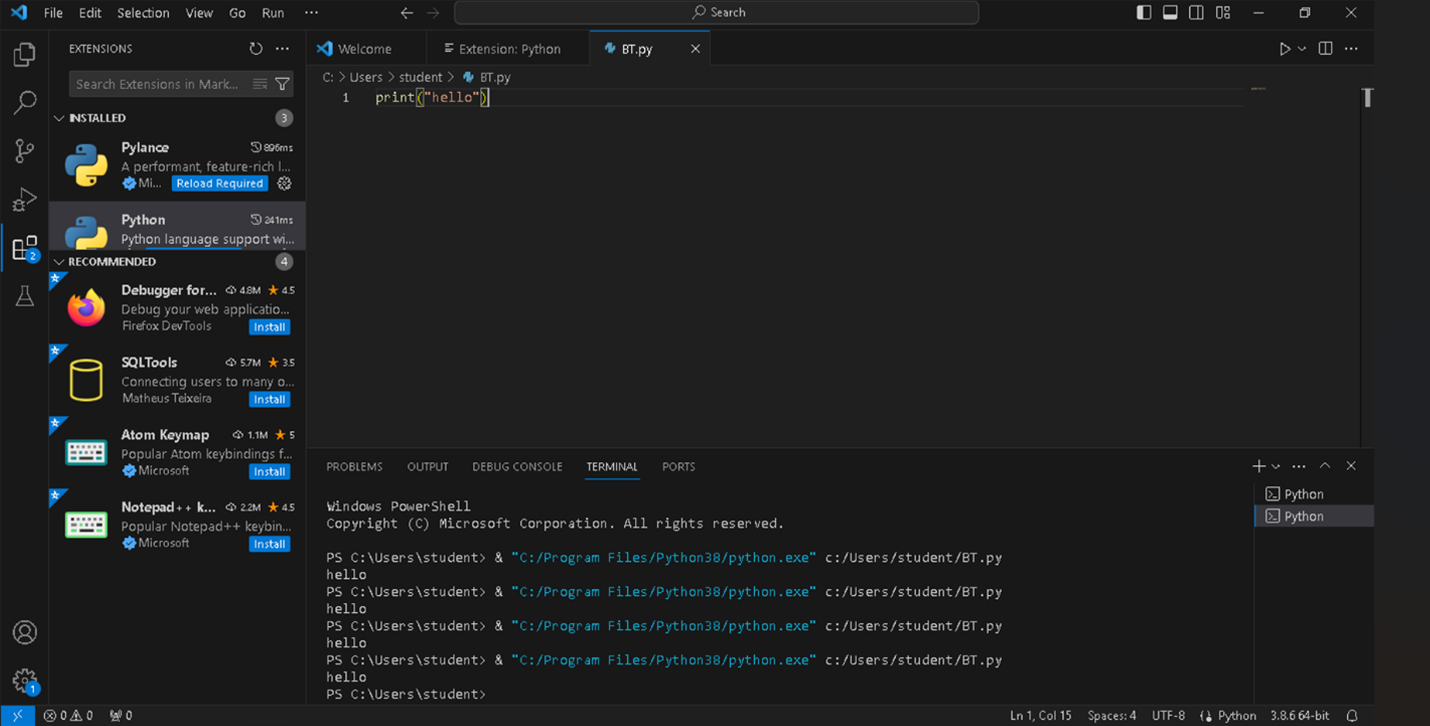 File Edit Selection View Go Run ···
Search
EXTENSIONS
Search Extensions in Mark...
INSTALLED 3
Pylance 896ms
A performant, feature-rich l...
Mi... Reload Required
Python 241ms
Python language support wi...
RECOMMENDED 4
Debugger for... 4.8M 4.5
Debug your web applicatio...
Firefox DevTools Install
SQLTools 5.7M 3.5
Connecting users to many o...
Matheus Teixeira Install
Atom Keymap 1.1M 5
Popular Atom keybindings f...
Microsoft Install
Notepad++ k... 2.2M 4.5
Popular Notepad++ keybin...
Microsoft Install
2
1
Welcome Extension: Python BT.py
C: > Users > student > BT.py
1 print("hello")
PROBLEMS OUTPUT DEBUG CONSOLE TERMINAL PORTS
Windows PowerShell
Copyright (C) Microsoft Corporation. All rights reserved.
PS C:\Users\student> & "C:/Program Files/Python38/python.exe" c:/Users/student/BT.py
hello
PS C:\Users\student> & "C:/Program Files/Python38/python.exe" c:/Users/student/BT.py
hello
PS C:\Users\student> & "C:/Program Files/Python38/python.exe" c:/Users/student/BT.py
hello
PS C:\Users\student> & "C:/Program Files/Python38/python.exe" c:/Users/student/BT.py
hello
PS C:\Users\student>
Python
Python
0 0 0
Ln 1, Col 15 Spaces: 4 UTF-8 Python 3.8.6 64-bit